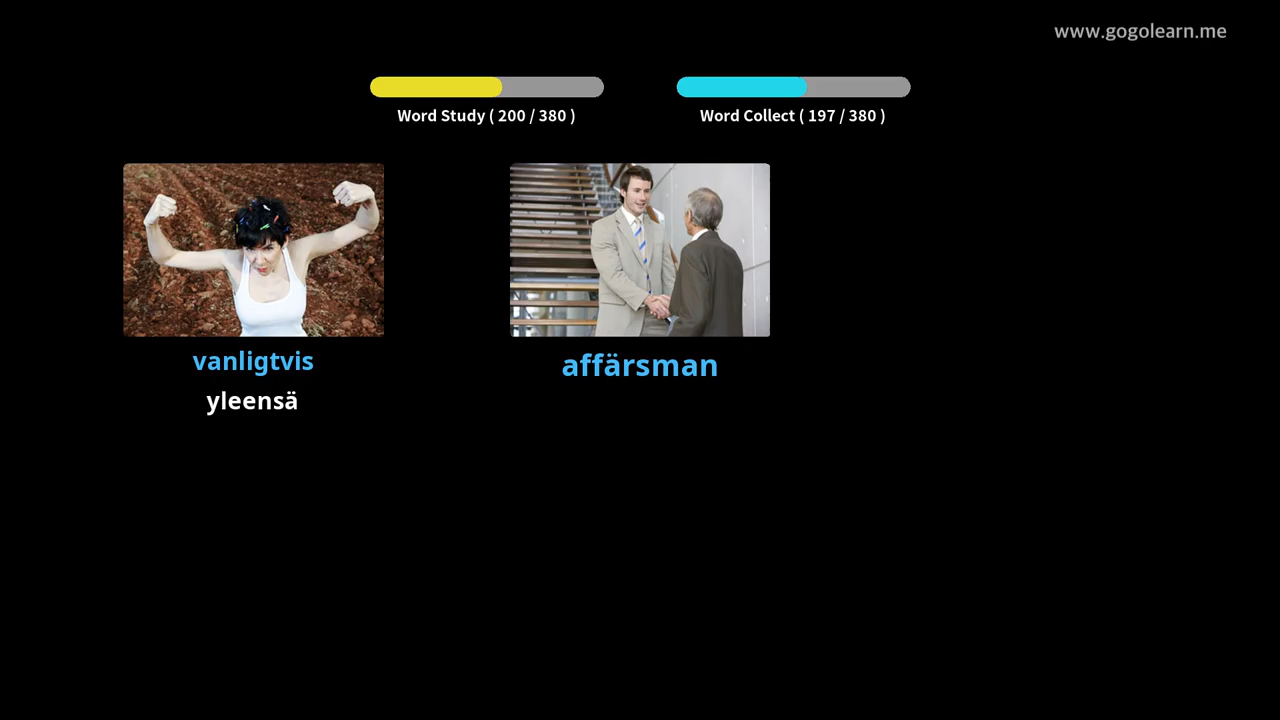 www.gogolearn.me
Word Study ( 200 / 380 )
Word Collect ( 197 / 380 )
vanligtvis
yleensä
affärsman